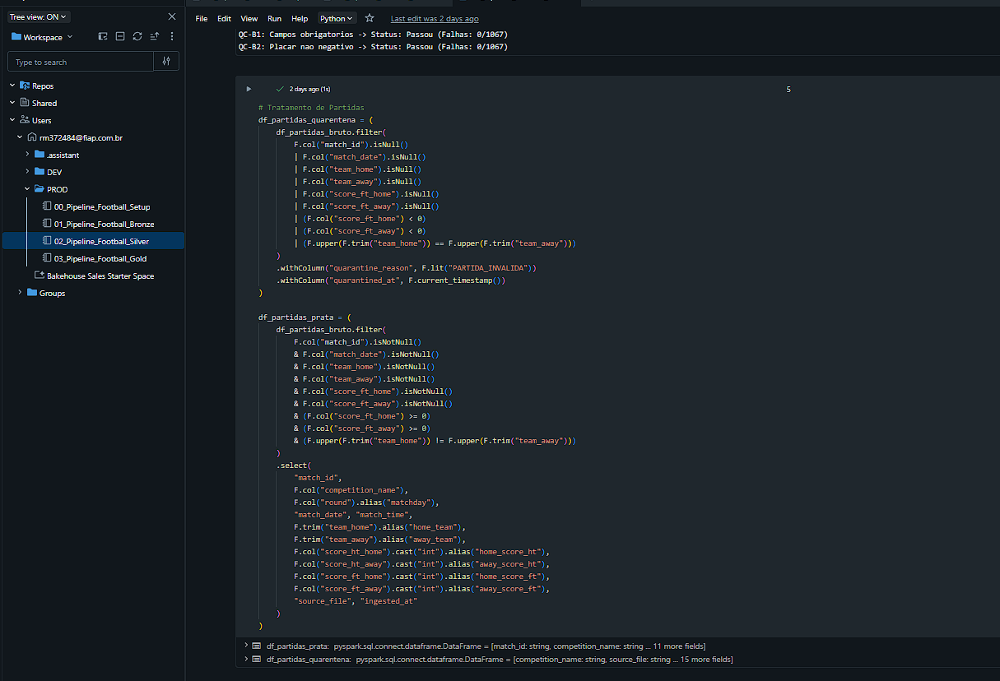 Tree view: ON
Workspace
Type to search
Repos
Shared
Users
rm372484@fiap.com.br
.assistant
DEV
PROD
00_Pipeline_Football_Setup
01_Pipeline_Football_Bronze
02_Pipeline_Football_Silver
03_Pipeline_Football_Gold
Bakehouse Sales Starter Space
Groups
File Edit View Run Help Python Last edit was 2 days ago
QC-B1: Campos obrigatorios -> Status: Passou (Falhas: 0/1067)
QC-B2: Placar nao negativo -> Status: Passou (Falhas: 0/1067)
2 days ago (1s)
5
# Tratamento de Partidas
df_partidas_quarentena = (
df_partidas_bruto.filter(
F.col("match_id").isNull()
| F.col("match_date").isNull()
| F.col("team_home").isNull()
| F.col("team_away").isNull()
| F.col("score_ft_home").isNull()
| F.col("score_ft_away").isNull()
| (F.col("score_ft_home") < 0)
| (F.col("score_ft_away") < 0)
| (F.upper(F.trim("team_home")) == F.upper(F.trim("team_away")))
)
.withColumn("quarantine_reason", F.lit("PARTIDA_INVALIDA"))
.withColumn("quarantined_at", F.current_timestamp())
)
df_partidas_prata = (
df_partidas_bruto.filter(
F.col("match_id").isNotNull()
& F.col("match_date").isNotNull()
& F.col("team_home").isNotNull()
& F.col("team_away").isNotNull()
& F.col("score_ft_home").isNotNull()
& F.col("score_ft_away").isNotNull()
& (F.col("score_ft_home") >= 0)
& (F.col("score_ft_away") >= 0)
& (F.upper(F.trim("team_home")) != F.upper(F.trim("team_away")))
)
.select(
"match_id",
F.col("competition_name"),
F.col("round").alias("matchday"),
"match_date", "match_time",
F.trim("team_home").alias("home_team"),
F.trim("team_away").alias("away_team"),
F.col("score_ht_home").cast("int").alias("home_score_ht"),
F.col("score_ht_away").cast("int").alias("away_score_ht"),
F.col("score_ft_home").cast("int").alias("home_score_ft"),
F.col("score_ft_away").cast("int").alias("away_score_ft"),
"source_file", "ingested_at"
)
)
df_partidas_prata: pyspark.sql.connect.dataframe.DataFrame = [match_id: string, competition_name: string ... 11 more fields]
df_partidas_quarentena: pyspark.sql.connect.dataframe.DataFrame = [competition_name: string, source_file: string ... 15 more fields]